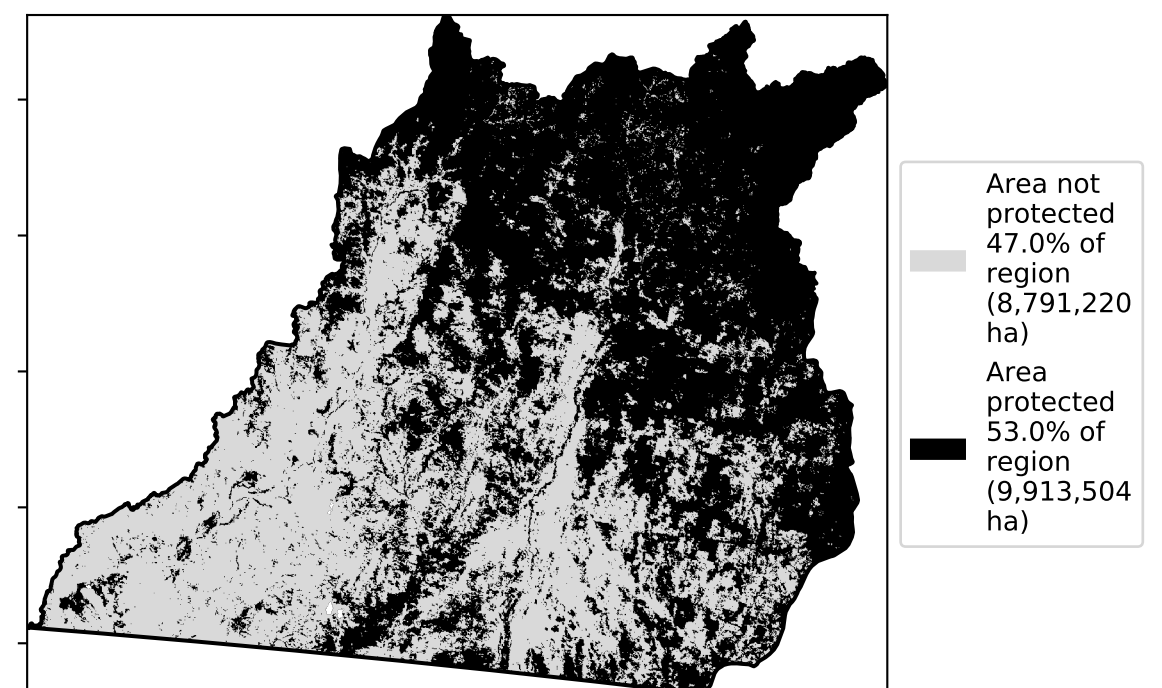 Area not
protected
47.0% of
region
(8,791,220
ha)
Area
protected
53.0% of
region
(9,913,504
ha)